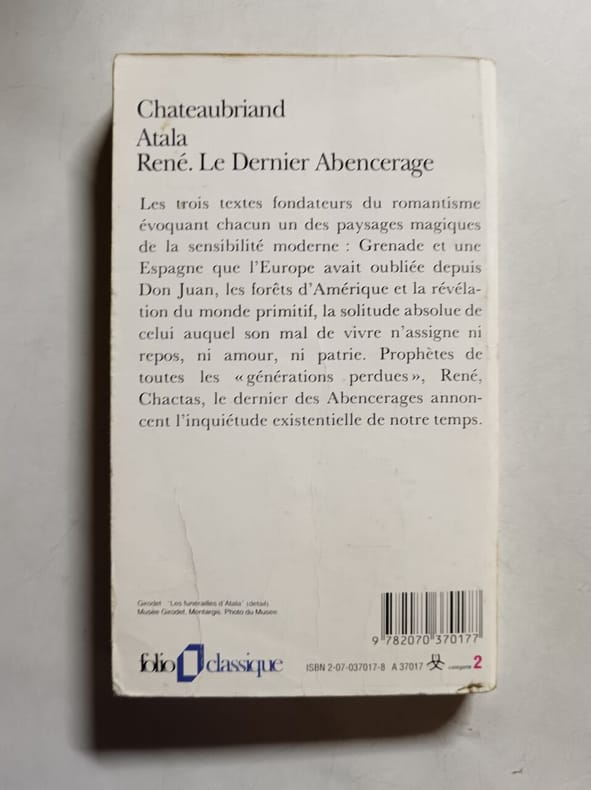 Chateaubriand
Atala
René. Le Dernier Abencerage
Les trois textes fondateurs du romantisme
évoquant chacun un des paysages magiques
de la sensibilité moderne : Grenade et une
Espagne que l'Europe avait oubliée depuis
Don Juan, les forêts d'Amérique et la révéla-
tion du monde primitif, la solitude absolue de
celui auquel son mal de vivre n'assigne ni
repos, ni amour, ni patrie. Prophètes de
toutes les «générations perdues», René,
Chactas, le dernier des Abencerages annon-
cent l'inquiétude existentielle de notre temps.
Girodet : "Les funérailles d'Atala" (détail)
Musée Girodet, Montargis. Photo du Musée
9 782070 370177
folio classique
ISBN 2-07-037017-8 A 37017 catégorie 2